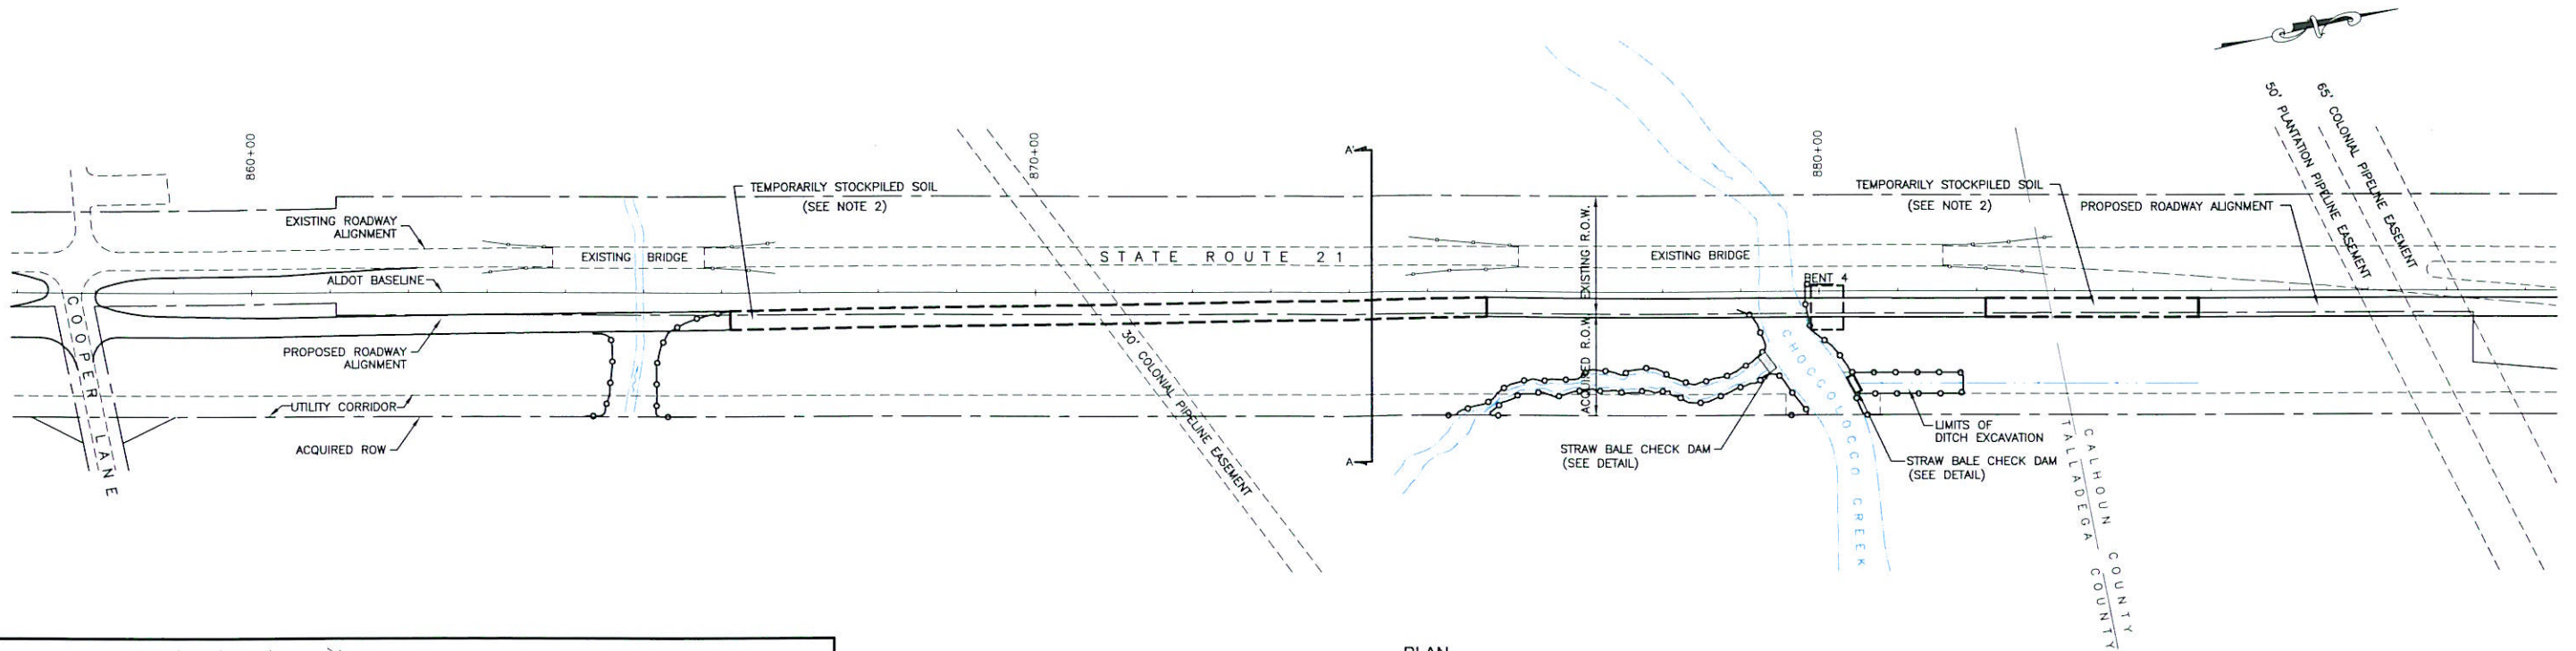 860+00
870+00
880+00
50' PLANTATION PIPELINE EASEMENT
65' COLONIAL PIPELINE EASEMENT
A'
TEMPORARILY STOCKPILED SOIL
(SEE NOTE 2)
TEMPORARILY STOCKPILED SOIL
(SEE NOTE 2)
PROPOSED ROADWAY ALIGNMENT
EXISTING ROADWAY
ALIGNMENT
EXISTING BRIDGE
STATE ROUTE 21
EXISTING R.O.W.
EXISTING BRIDGE
ALDOT BASELINE
BENT 4
COOPER LANE
PROPOSED ROADWAY
ALIGNMENT
30' COLONIAL PIPELINE EASEMENT
ACQUIRED R.O.W.
CHOCCOLOCCO CREEK
UTILITY CORRIDOR
ACQUIRED ROW
A
LIMITS OF
DITCH EXCAVATION
STRAW BALE CHECK DAM
(SEE DETAIL)
STRAW BALE CHECK DAM
(SEE DETAIL)
CALHOUN COUNTY
TALLADEGA COUNTY
PLAN